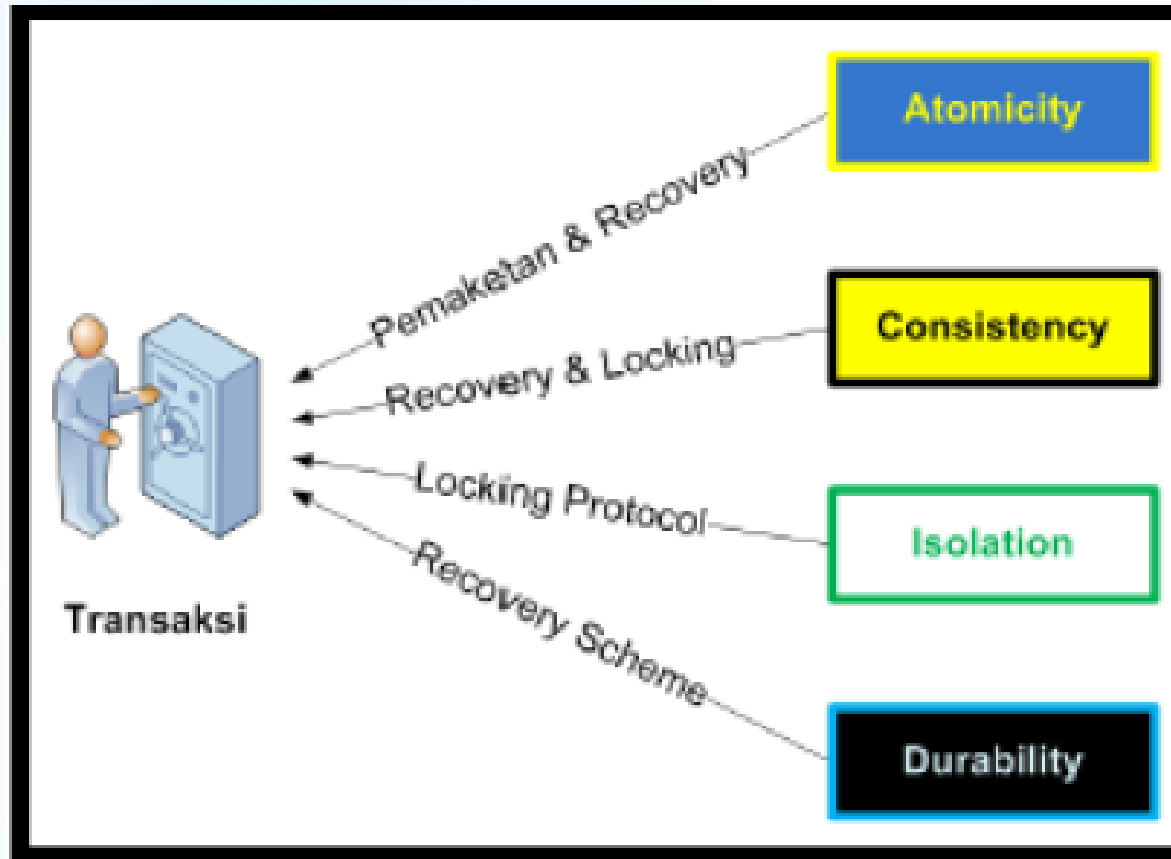 Atomicity
Pemaketan & Recovery
Consistency
Recovery & Locking
Locking Protocol
Isolation
Recovery Scheme
Transaksi
Durability